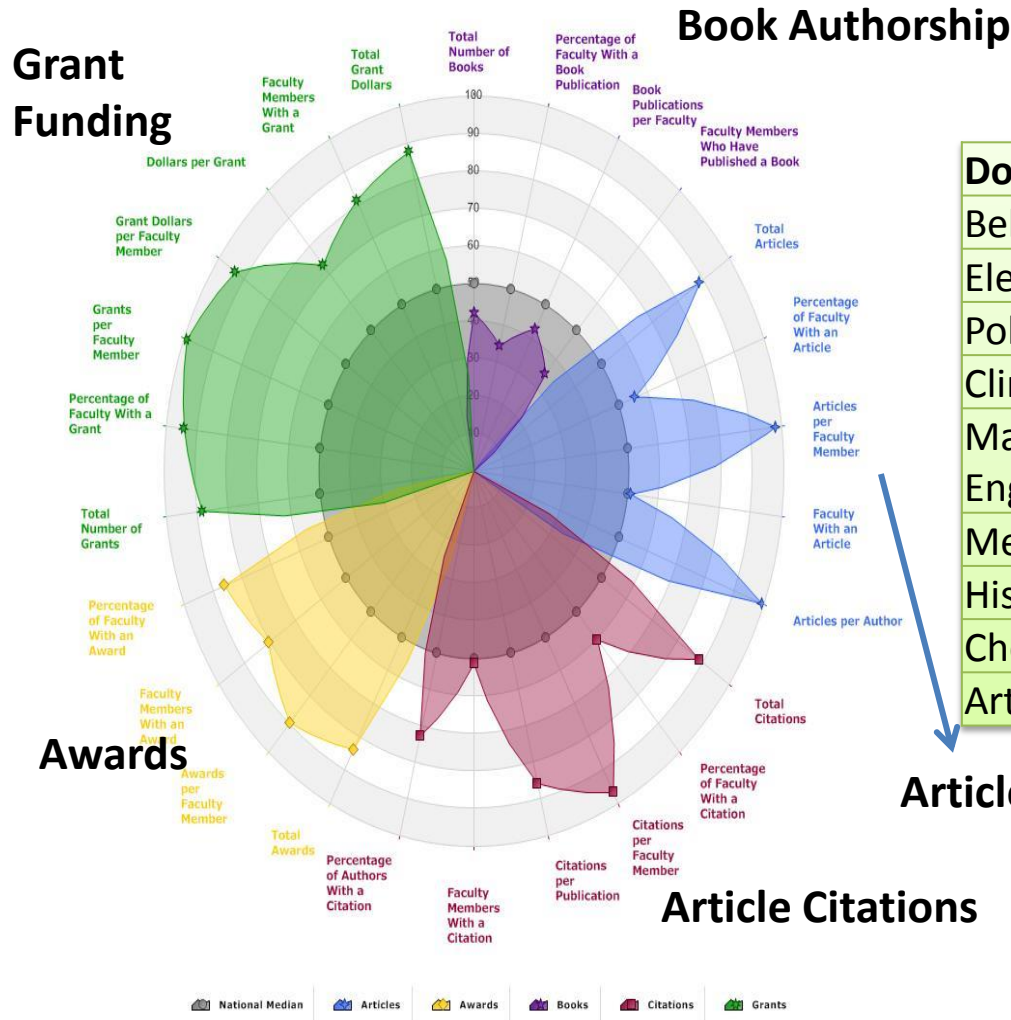 Book Authorship
Grant
Funding
Total
Number of
Books
Percentage of
Faculty With a
Book
Publication
Book
Publications
per Faculty
Faculty Members
Who Have
Published a Book
Total
Grant
Dollars
Faculty
Members
With a
Grant
Dollars per Grant
Grant Dollars
per Faculty
Member
Grants
per
Faculty
Member
Percentage of
Faculty With a
Grant
Total
Number of
Grants
100
90
80
70
60
50
40
30
20
10
Total
Articles
Percentage
of Faculty
With an
Article
Articles
per
Faculty
Member
Faculty
With an
Article
Articles per Author
Do
Bel
Ele
Pol
Clin
Ma
Eng
Me
His
Che
Art
Article
Total
Citations
Percentage
of Faculty
With a
Citation
Citations
per
Faculty
Member
Citations
per
Publication
Article Citations
Faculty
Members
With a
Citation
Percentage
of Authors
With a
Citation
Total
Awards
Awards
per
Faculty
Member
Awards
Faculty
Members
With an
Award
Percentage
of Faculty
With an
Award
National Median
Articles
Awards
Books
Citations
Grants